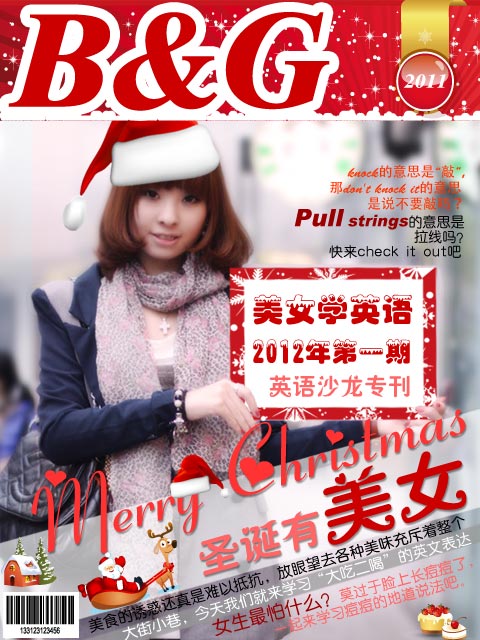 B&G
2011
knock的意思是“敲”,
那don't knock it的意思
是说不要敲吗？
Pull strings的意思是
拉线吗?
快来check it out吧
美女学英语
2012年第一期
英语沙龙专刊
Merry Christmas
圣诞有美女
美食的诱惑还真是难以抵抗，放眼望去各种美味充斥着整个
大街小巷，今天我们就来学习“大吃二喝”的英文表达
女生最怕什么？莫过于脸上长痘痘了，
一起来学习痘痘的地道说法吧。
133123123456